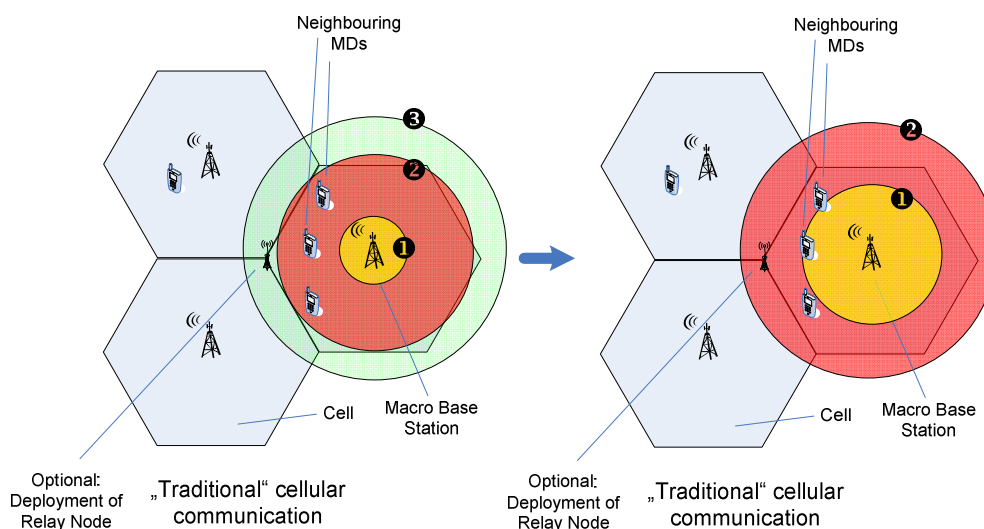 Neighbouring
MDs
3
2
1
Cell
Macro Base
Station
Optional:
Deployment of
Relay Node
„Traditional“ cellular
communication
Neighbouring
MDs
2
1
Cell
Macro Base
Station
Optional:
Deployment of
Relay Node
„Traditional“ cellular
communication